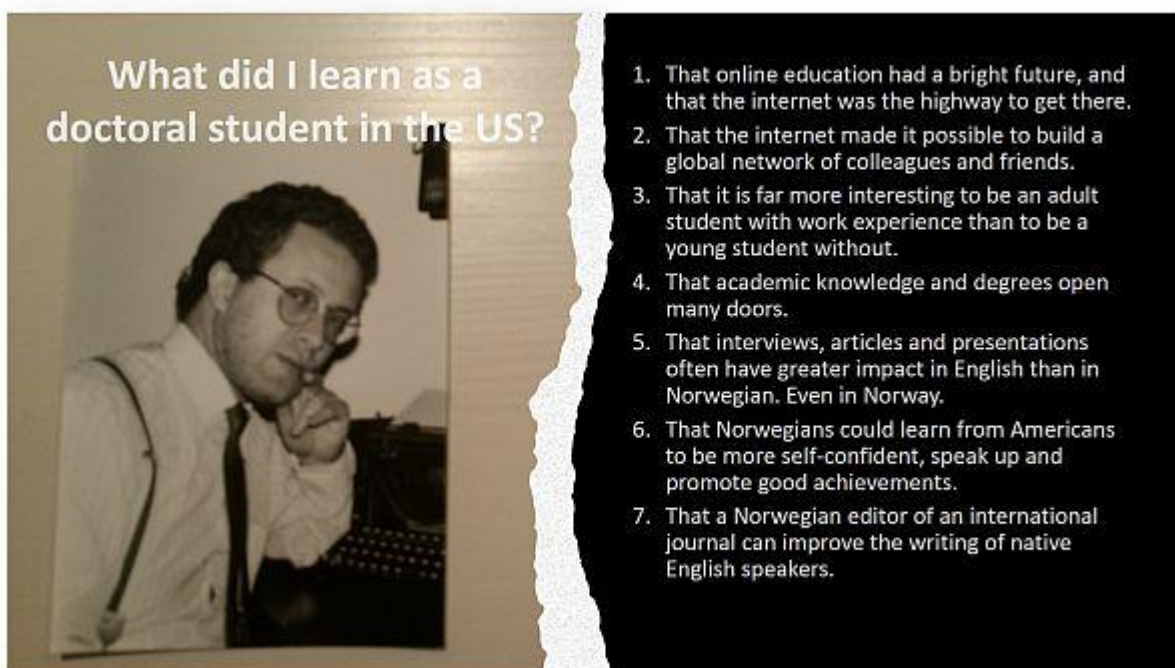 What did I learn as a
doctoral student in the US?
1. That online education had a bright future, and
that the internet was the highway to get there.
2. That the internet made it possible to build a
global network of colleagues and friends.
3. That it is far more interesting to be an adult
student with work experience than to be a
young student without.
4. That academic knowledge and degrees open
many doors.
5. That interviews, articles and presentations
often have greater impact in English than in
Norwegian. Even in Norway.
6. That Norwegians could learn from Americans
to be more self-confident, speak up and
promote good achievements.
7. That a Norwegian editor of an international
journal can improve the writing of native
English speakers.